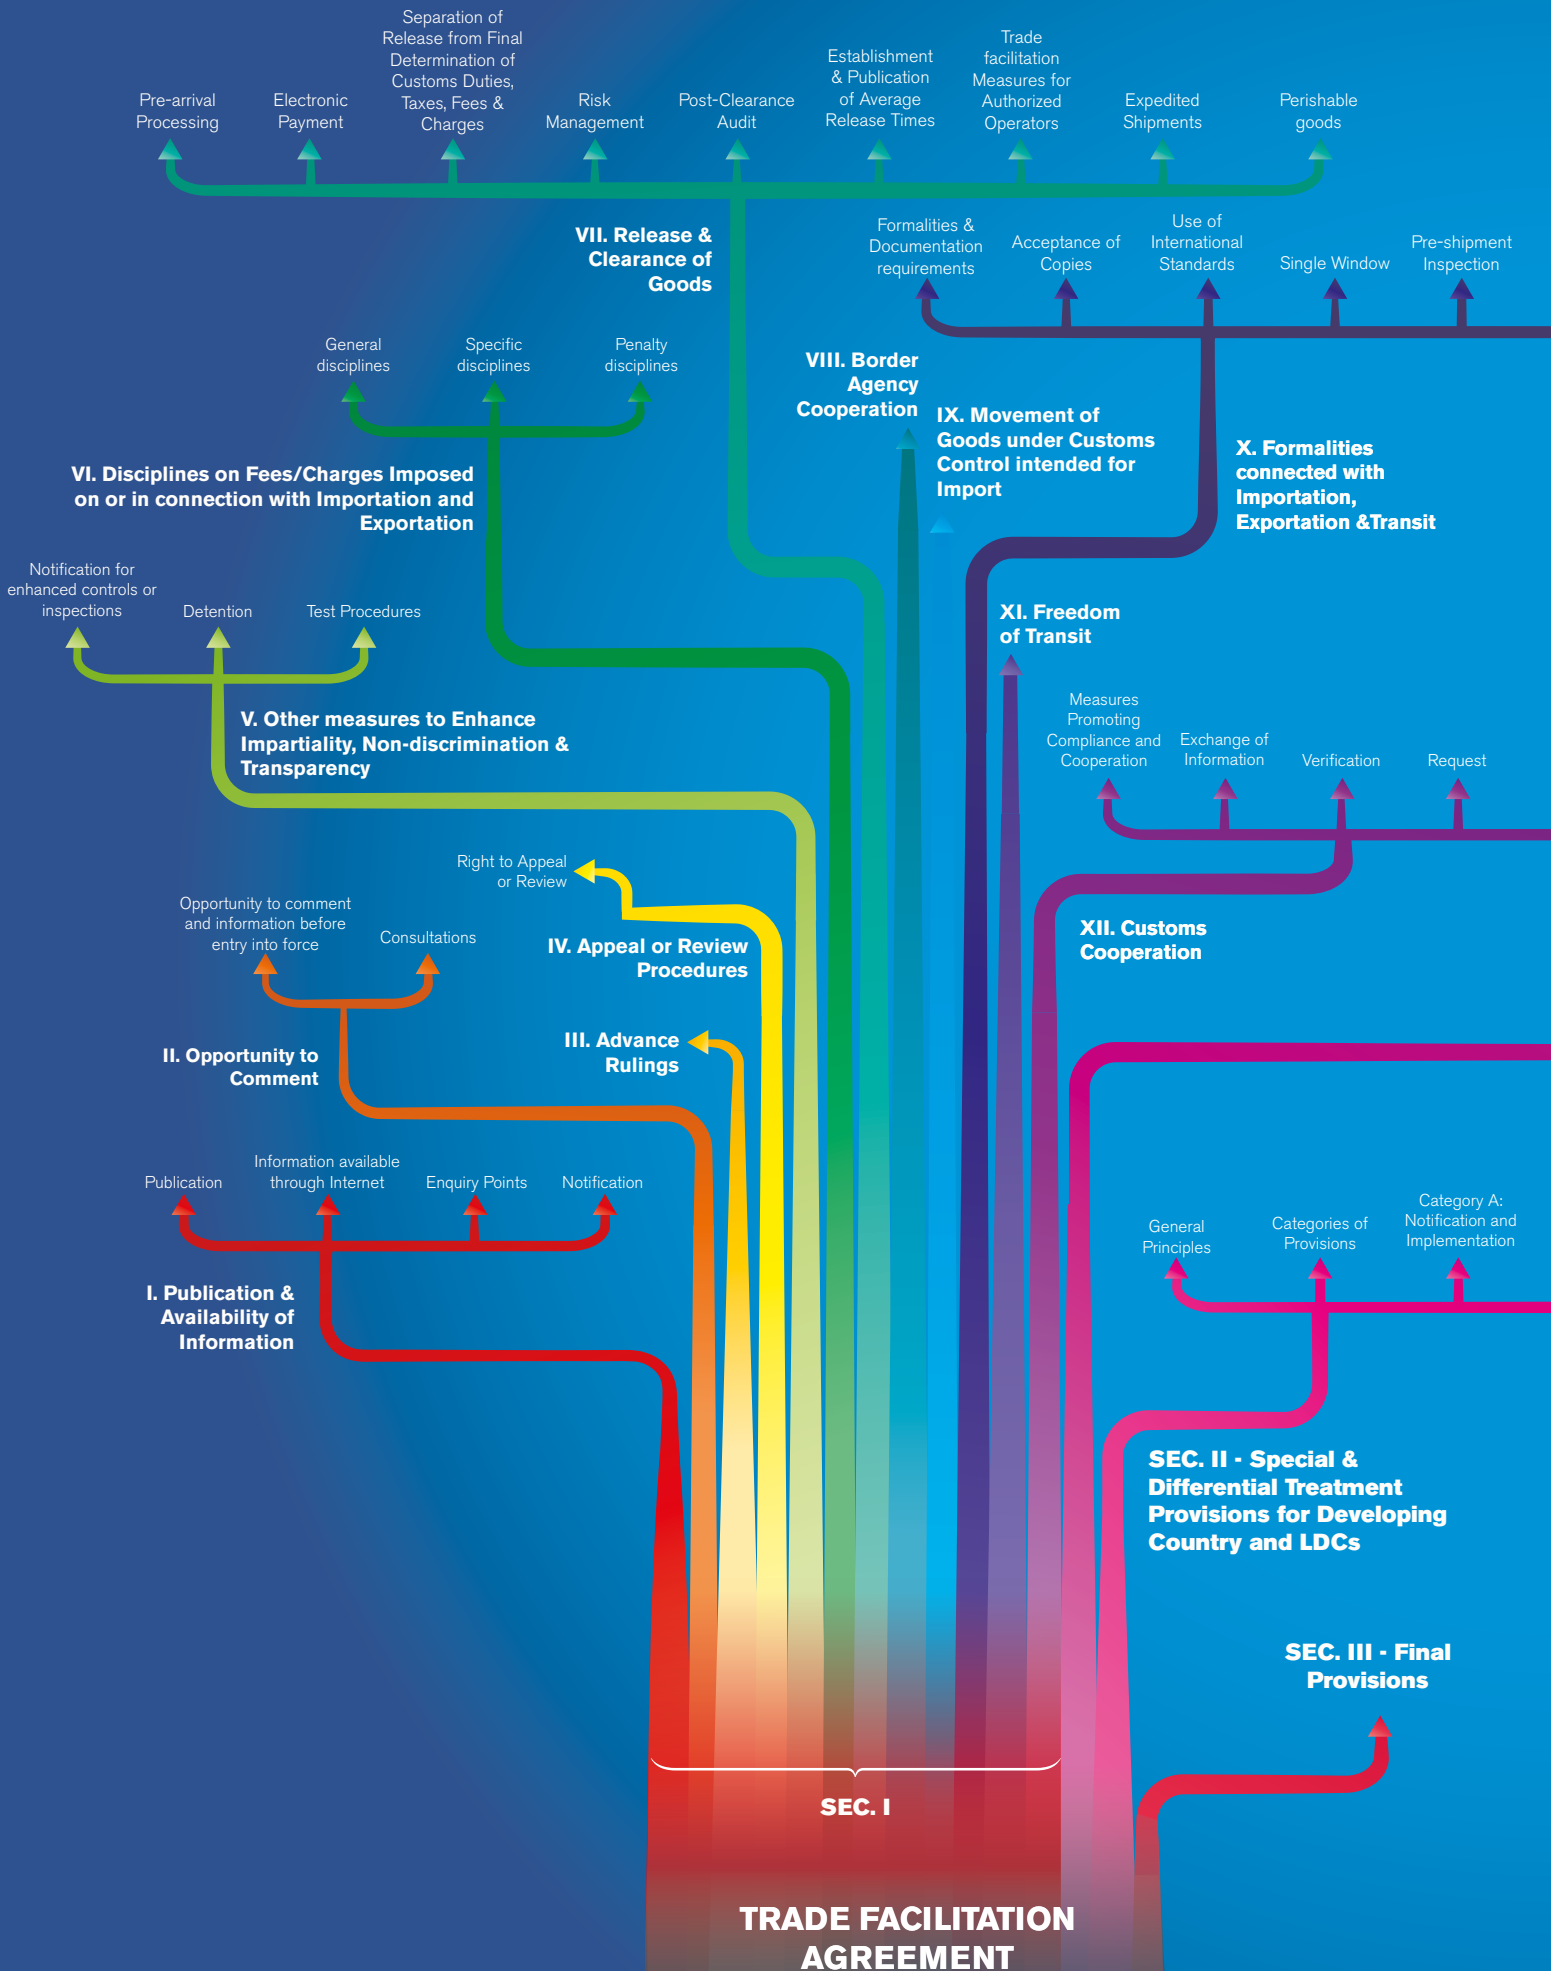 Pre-arrival
Processing
Electronic
Payment
Separation of
Release from Final
Determination of
Customs Duties,
Taxes, Fees &
Charges
Risk
Management
Post-Clearance
Audit
Establishment
& Publication
of Average
Release Times
Trade
facilitation
Measures for
Authorized
Operators
Expedited
Shipments
Perishable
goods
VII. Release &
Clearance of
Goods
Formalities &
Documentation
requirements
Acceptance of
Copies
Use of
International
Standards
Single Window
Pre-shipment
Inspection
General
disciplines
Specific
disciplines
Penalty
disciplines
VIII. Border
Agency
Cooperation
IX. Movement of
Goods under Customs
Control intended for
Import
X. Formalities
connected with
Importation,
Exportation &Transit
VI. Disciplines on Fees/Charges Imposed
on or in connection with Importation and
Exportation
Notification for
enhanced controls or
inspections
Detention
Test Procedures
XI. Freedom
of Transit
V. Other measures to Enhance
Impartiality, Non-discrimination &
Transparency
Measures
Promoting
Compliance and
Cooperation
Exchange of
Information
Verification
Request
Right to Appeal
or Review
Opportunity to comment
and information before
entry into force
Consultations
IV. Appeal or Review
Procedures
XII. Customs
Cooperation
III. Advance
Rulings
II. Opportunity to
Comment
Publication
Information available
through Internet
Enquiry Points
Notification
General
Principles
Categories of
Provisions
Category A:
Notification and
Implementation
I. Publication &
Availability of
Information
SEC. II - Special &
Differential Treatment
Provisions for Developing
Country and LDCs
SEC. III - Final
Provisions
SEC. I
TRADE FACILITATION
AGREEMENT